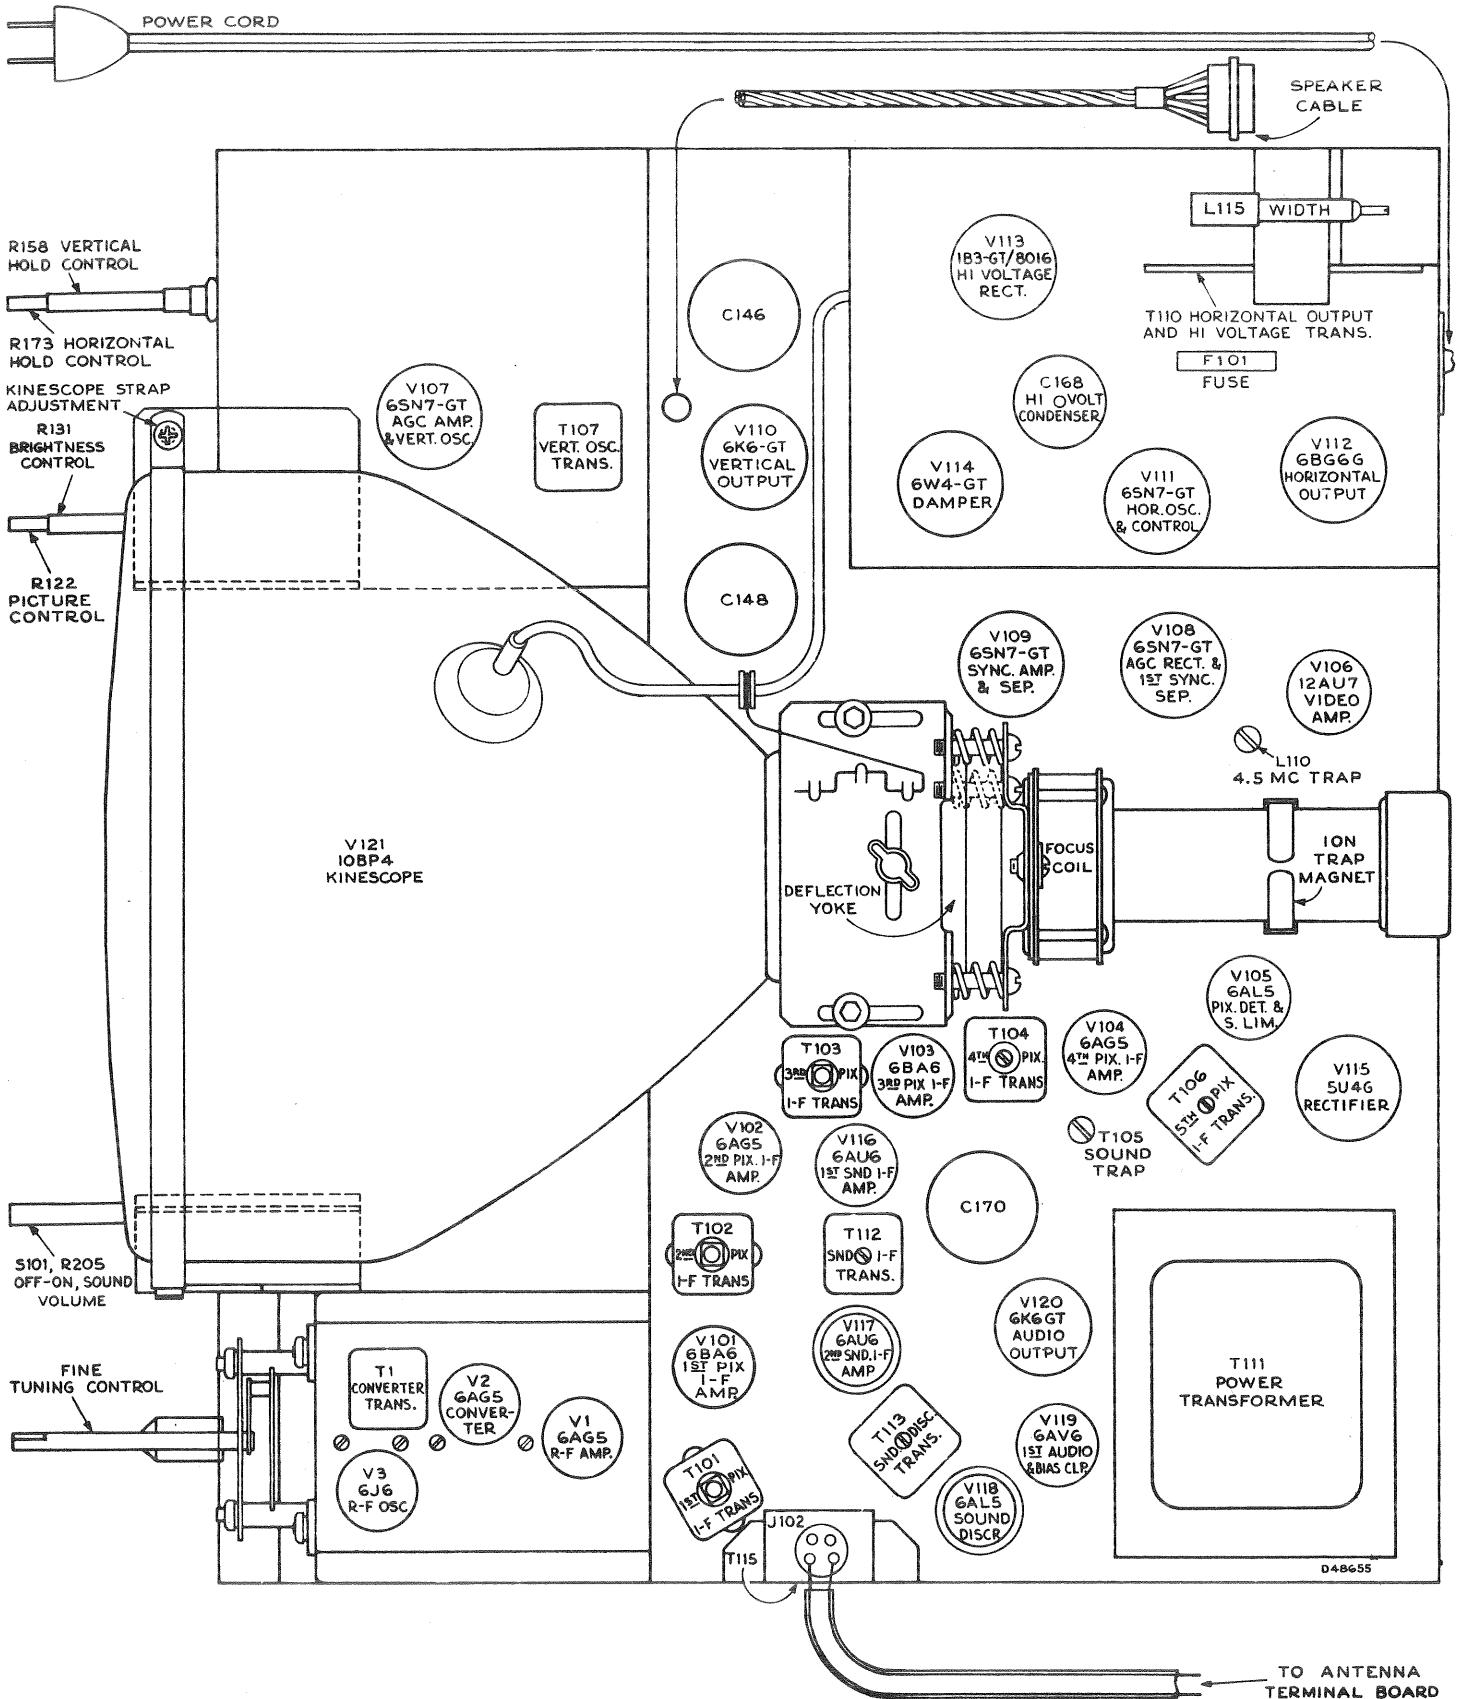 POWER CORD
SPEAKER
CABLE
L115 WIDTH
R158 VERTICAL
HOLD CONTROL
V113
1B3-GT/8016
HI VOLTAGE
RECT.
C146
T110 HORIZONTAL OUTPUT
AND HI VOLTAGE TRANS.
R173 HORIZONTAL
HOLD CONTROL
F101
FUSE
KINESCOPE STRAP
ADJUSTMENT
V107
6SN7-GT
AGC AMP.
& VERT. OSC.
C168
HI VOLT
CONDENSER
T107
VERT. OSC.
TRANS.
V110
6K6-GT
VERTICAL
OUTPUT
R131
BRIGHTNESS
CONTROL
V112
6BG6G
HORIZONTAL
OUTPUT
V114
6W4-GT
DAMPER
V111
6SN7-GT
HOR. OSC.
& CONTROL
R122
PICTURE
CONTROL
C148
V109
6SN7-GT
SYNC. AMP.
& SEP.
V108
6SN7-GT
AGC RECT. &
1ST SYNC.
SEP.
V106
12AU7
VIDEO
AMP.
L110
4.5 MC TRAP
V121
10BP4
KINESCOPE
FOCUS
COIL
ION
TRAP
MAGNET
DEFLECTION
YOKE
V105
6AL5
PIX. DET. &
S. LIM.
T103
3RD PIX
I-F TRANS
V103
6BA6
3RD PIX I-F
AMP.
T104
4TH PIX.
I-F TRANS
V104
6AG5
4TH PIX. I-F
AMP.
T106
5TH PIX
I-F TRANS.
V115
5U4G
RECTIFIER
V102
6AG5
2ND PIX. I-F
AMP.
V116
6AU6
1ST SND I-F
AMP.
T105
SOUND
TRAP
C170
T102
2ND PIX
I-F TRANS
T112
SND I-F
TRANS.
S101, R205
OFF-ON, SOUND
VOLUME
V120
6K6GT
AUDIO
OUTPUT
V101
6BA6
1ST PIX
I-F
AMP.
V117
6AU6
2ND SND. I-F
AMP
T111
POWER
TRANSFORMER
FINE
TUNING CONTROL
T1
CONVERTER
TRANS.
V2
6AG5
CONVER-
TER
V1
6AG5
R-F AMP.
T113
SND. DISC.
TRANS.
V119
6AV6
1ST AUDIO
& BIAS CLP.
V3
6J6
R-F OSC
T101
1ST PIX
I-F TRANS
V118
6AL5
SOUND
DISCR.
J102
T115
D48655
TO ANTENNA
TERMINAL BOARD